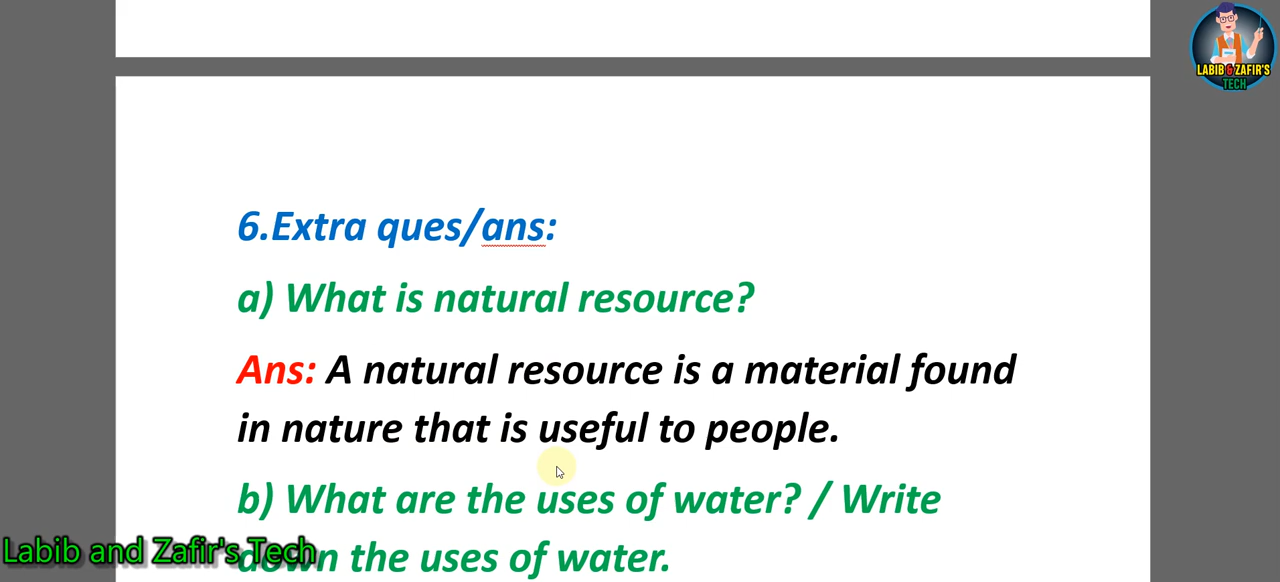 LABIB & ZAFIR'S
TECH
6.Extra ques/ans:
a) What is natural resource?
Ans: A natural resource is a material found
in nature that is useful to people.
b) What are the uses of water? / Write
down the uses of water.
Labib and Zafir's Tech